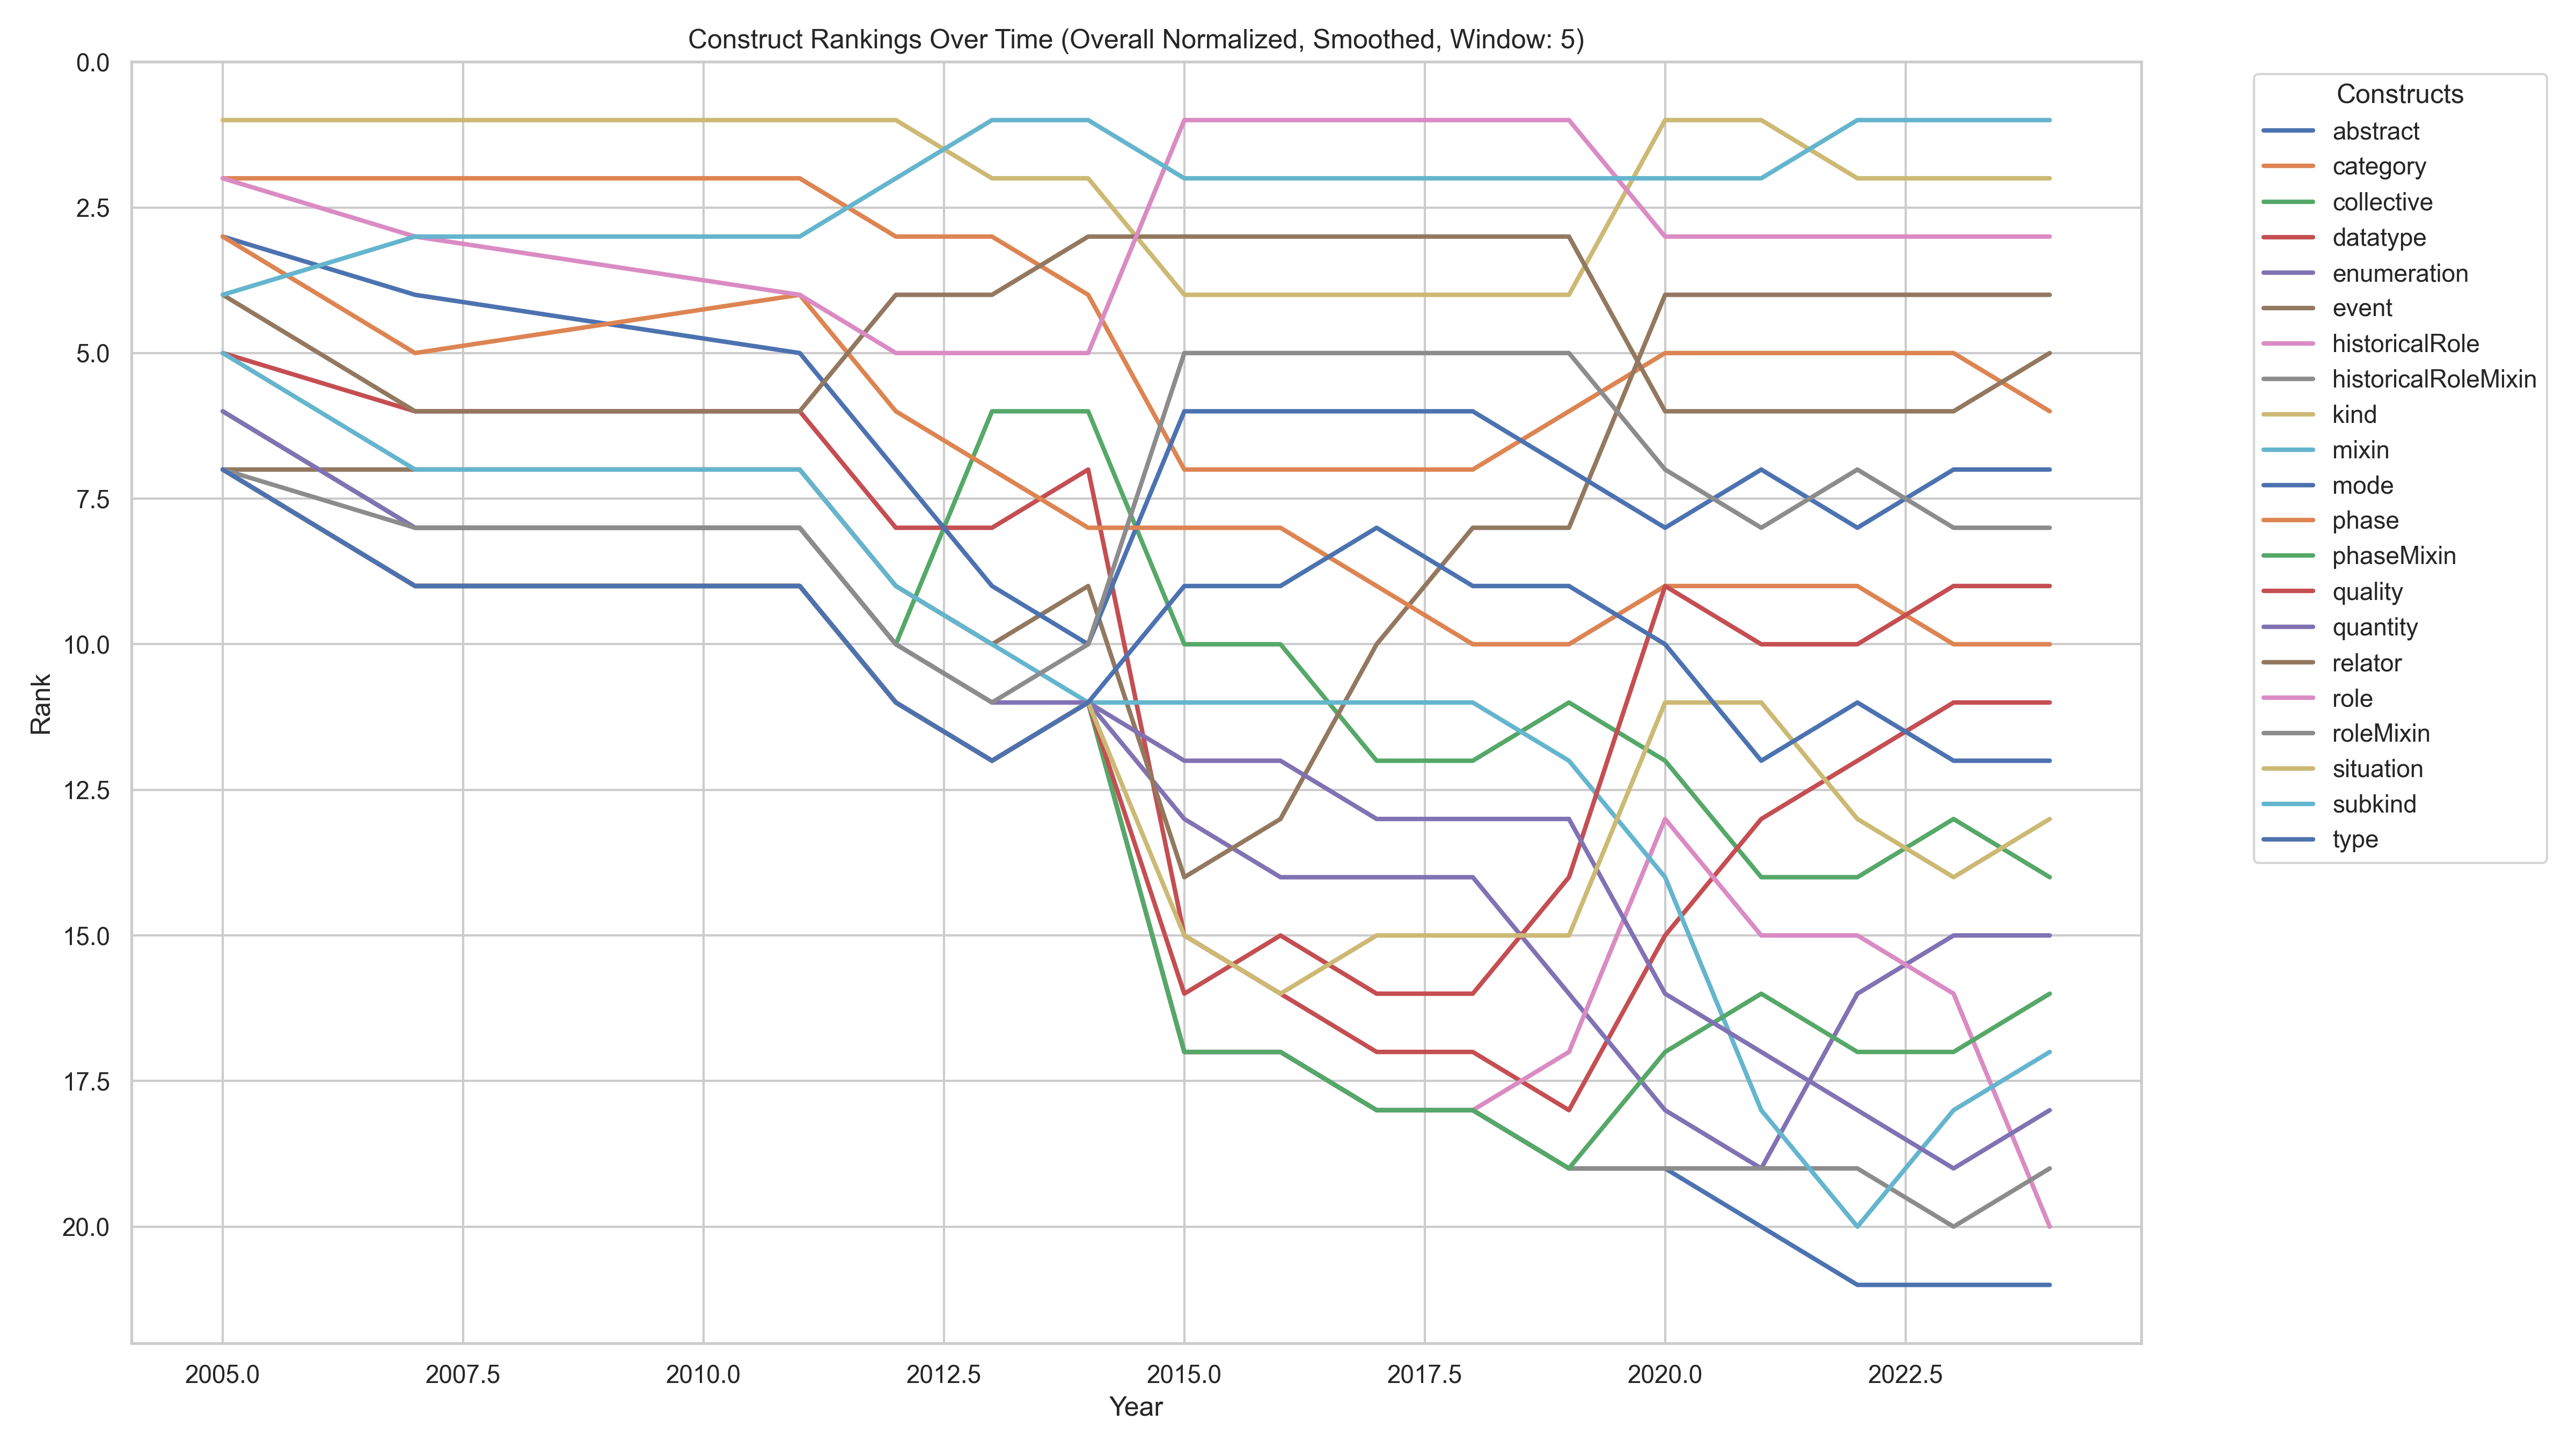 Construct Rankings Over Time (Overall Normalized, Smoothed, Window: 5)
0.0
2.5
5.0
7.5
10.0
12.5
15.0
17.5
20.0
Rank
2005.0
2007.5
2010.0
2012.5
2015.0
2017.5
2020.0
2022.5
Year
Constructs
abstract
category
collective
datatype
enumeration
event
historicalRole
historicalRoleMixin
kind
mixin
mode
phase
phaseMixin
quality
quantity
relator
role
roleMixin
situation
subkind
type